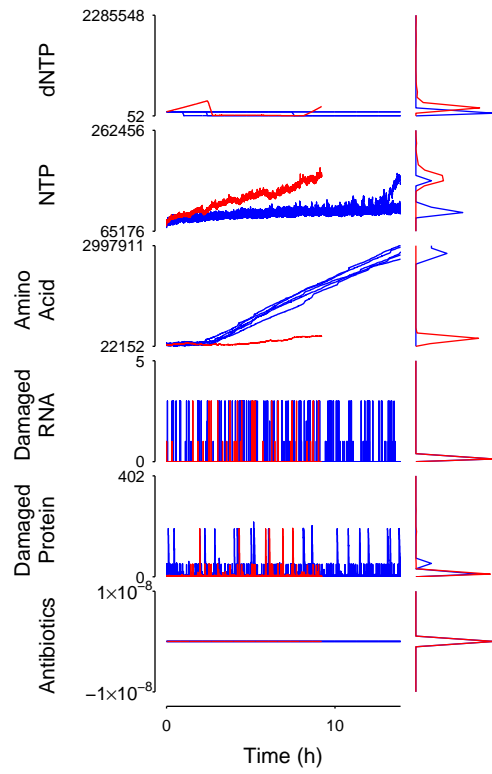 2285548
dNTP
52
262456
NTP
65176
2997911
Amino
Acid
22152
5
Damaged
RNA
0
402
Damaged
Protein
0
1×10⁻⁸
Antibiotics
−1×10⁻⁸
0
10
Time (h)